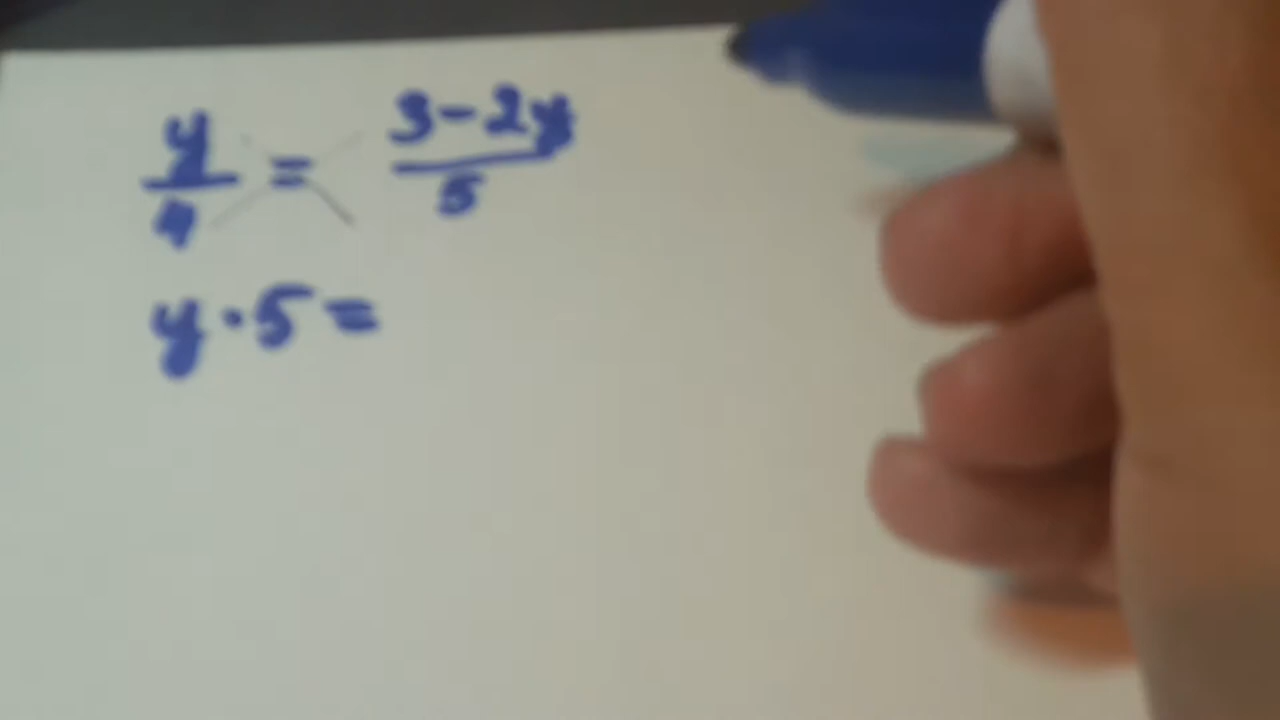 y/4 = 3-2y/5
y · 5 =